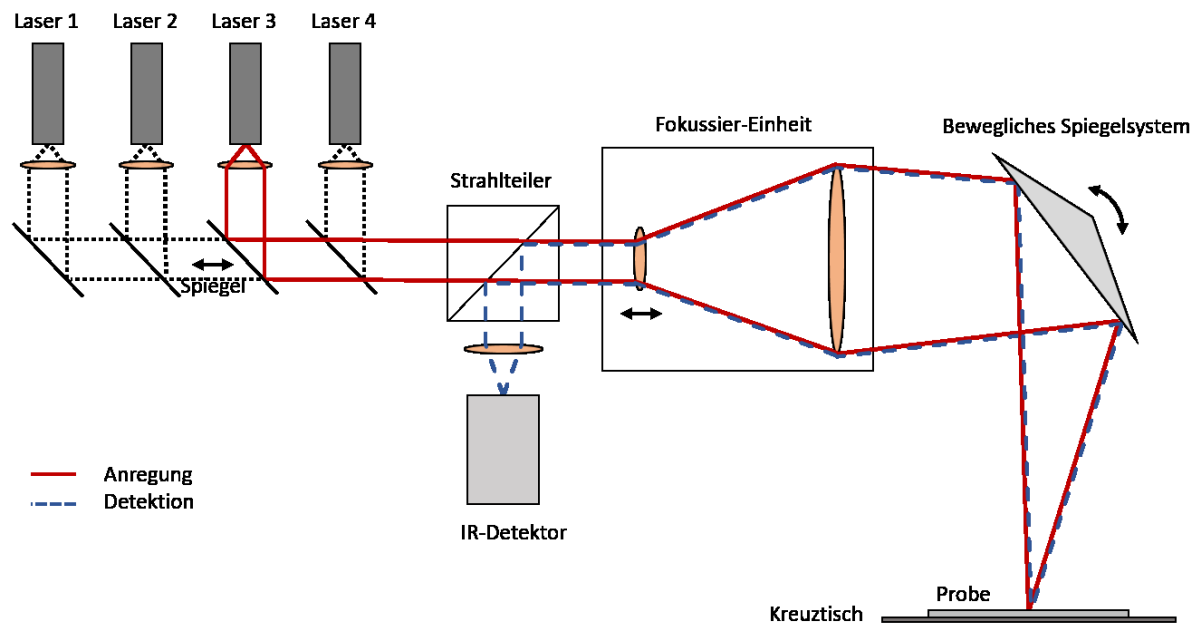 Laser 1
Laser 2
Laser 3
Laser 4
Fokussier-Einheit
Bewegliches Spiegelsystem
Strahlteiler
Spiegel
Anregung
Detektion
IR-Detektor
Probe
Kreuztisch